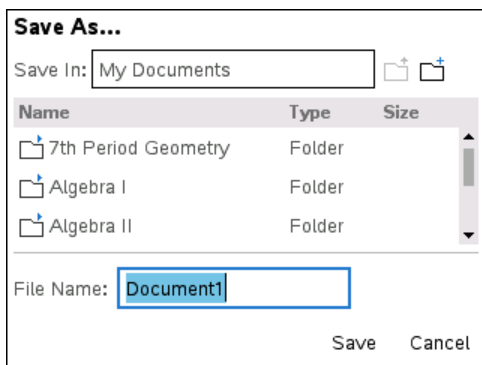 Save As...
Save In: My Documents
Name Type Size
7th Period Geometry Folder
Algebra I Folder
Algebra II Folder
File Name: Document1
Save Cancel